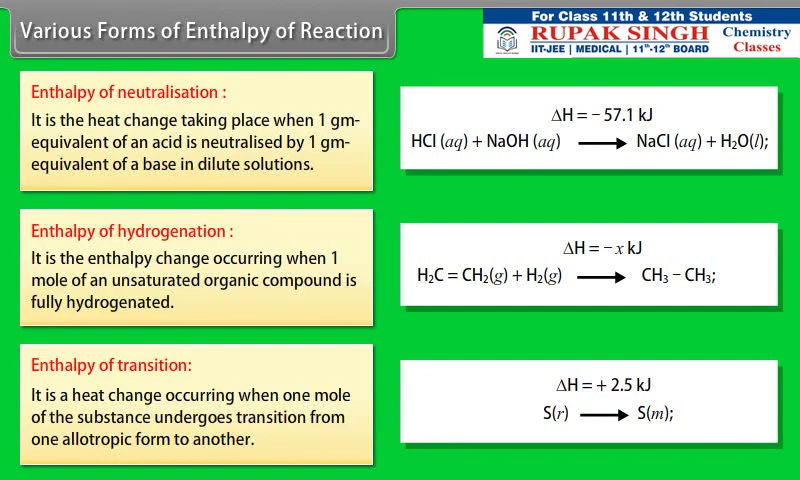 Various Forms of Enthalpy of Reaction
For Class 11th & 12th Students
RUPAK SINGH
Chemistry
Classes
IIT-JEE | MEDICAL | 11th-12th BOARD
Enthalpy of neutralisation :
It is the heat change taking place when 1 gm-
equivalent of an acid is neutralised by 1 gm-
equivalent of a base in dilute solutions.
ΔH = − 57.1 kJ
HCl (aq) + NaOH (aq) ⟶ NaCl (aq) + H₂O(l);
Enthalpy of hydrogenation :
It is the enthalpy change occurring when 1
mole of an unsaturated organic compound is
fully hydrogenated.
ΔH = − x kJ
H₂C = CH₂(g) + H₂(g) ⟶ CH₃ − CH₃;
Enthalpy of transition:
It is a heat change occurring when one mole
of the substance undergoes transition from
one allotropic form to another.
ΔH = + 2.5 kJ
S(r) ⟶ S(m);